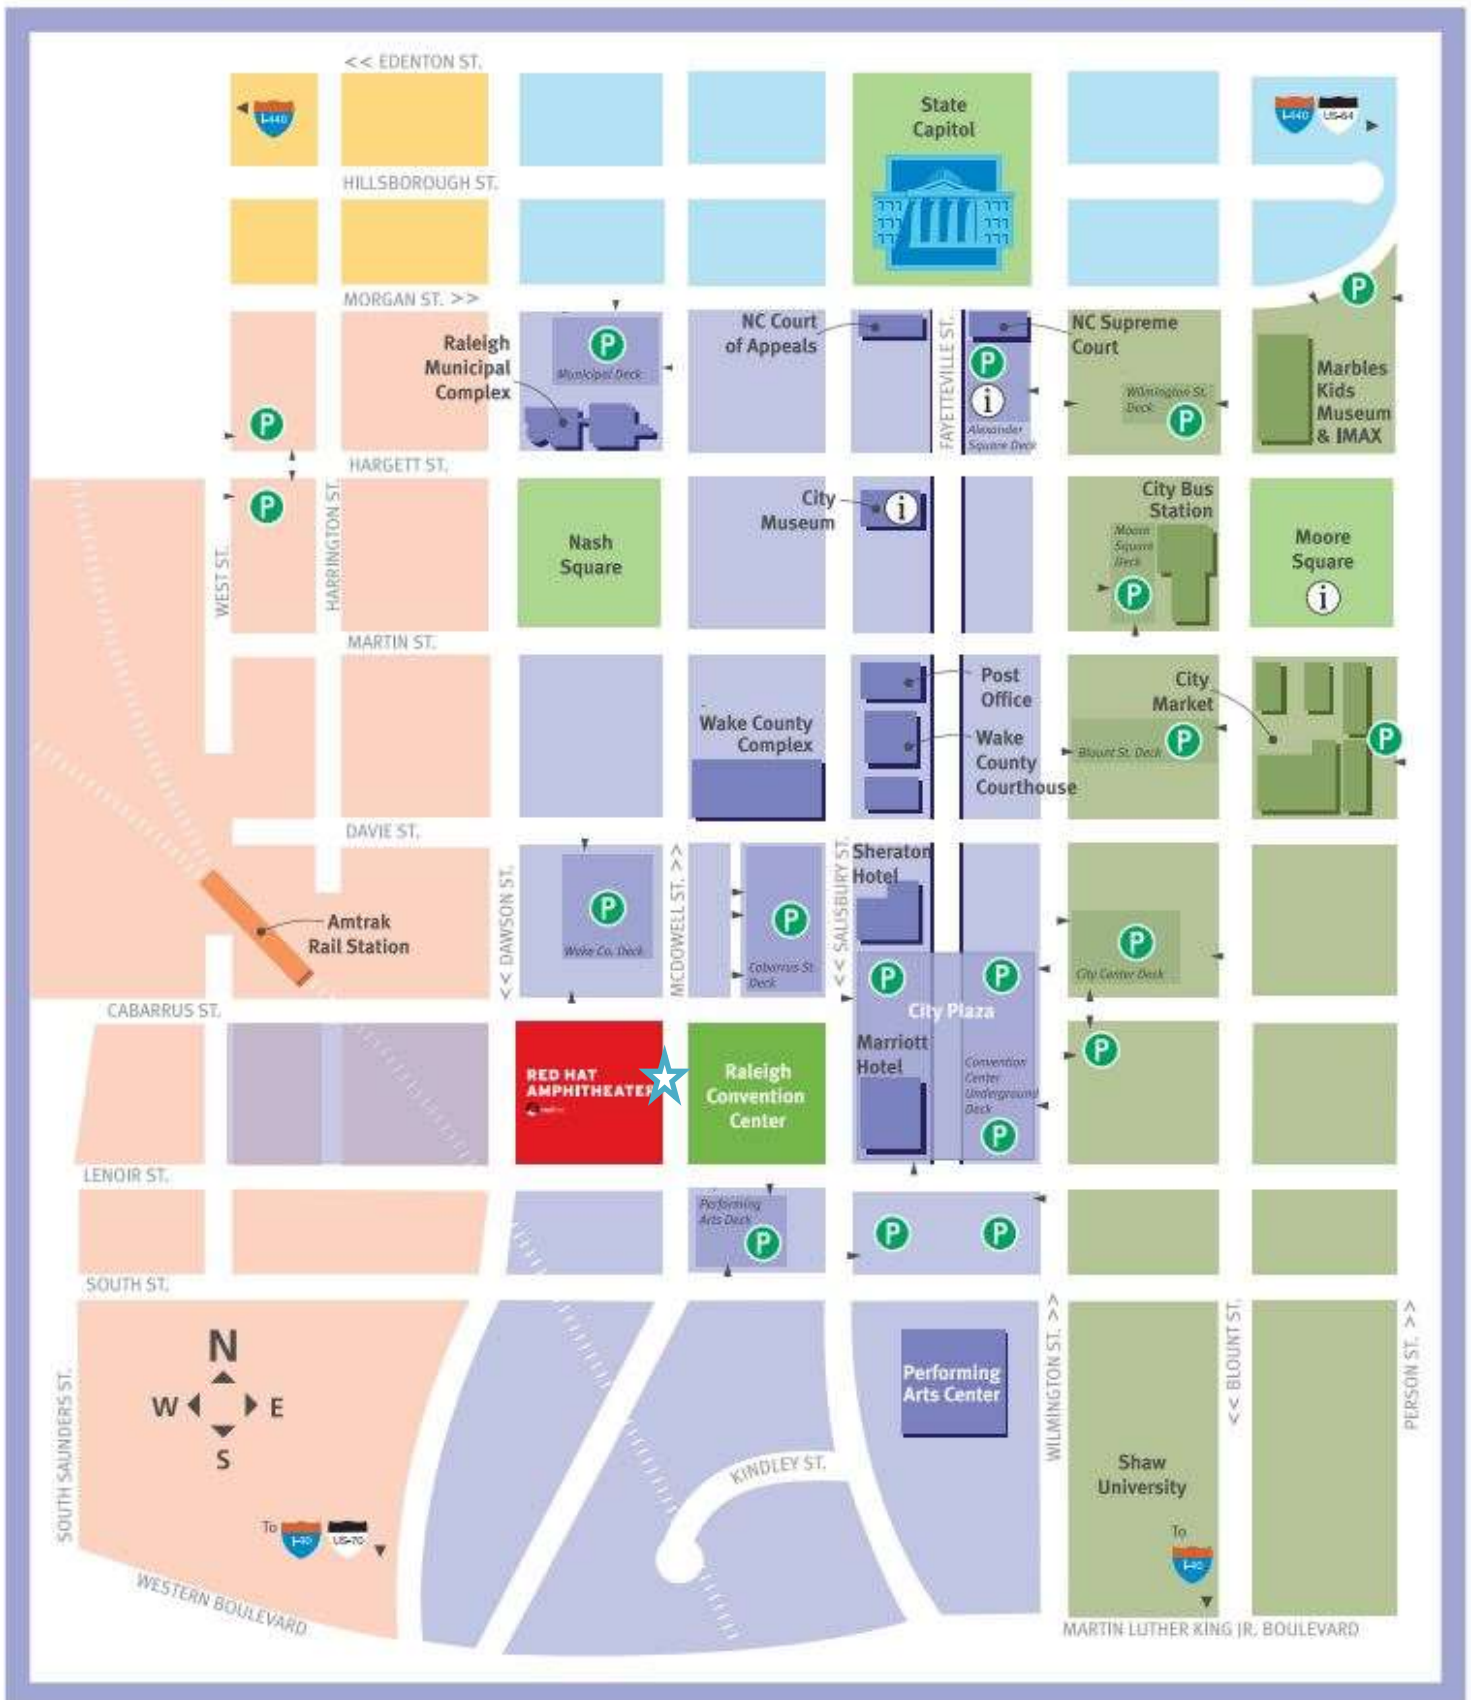 << EDENTON ST.
I-440
State
Capitol
I-440
US-64
HILLSBOROUGH ST.
MORGAN ST. >>
P
Raleigh
Municipal
Complex
P
Municipal Deck
NC Court
of Appeals
FAYETTEVILLE ST.
NC Supreme
Court
P
i
Alexander
Square Deck
Wilmington St.
Deck
P
Marbles
Kids
Museum
& IMAX
P
HARGETT ST.
P
WEST ST.
HARRINGTON ST.
Nash
Square
City
Museum
i
City Bus
Station
Moore
Square
Deck
P
Moore
Square
i
MARTIN ST.
Wake County
Complex
Post
Office
Wake
County
Courthouse
City
Market
Blount St. Deck
P
P
DAVIE ST.
Amtrak
Rail Station
<< DAWSON ST.
P
Wake Co. Deck
MCDOWELL ST. >>
P
Cabarrus St.
Deck
<< SALISBURY ST.
Sheraton
Hotel
P
P
City Plaza
P
City Center Deck
CABARRUS ST.
RED HAT
AMPHITHEATER
Raleigh
Convention
Center
Marriott
Hotel
Convention
Center
Underground
Deck
P
P
LENOIR ST.
Performing
Arts Deck
P
P
P
SOUTH ST.
N
W
E
S
SOUTH SAUNDERS ST.
To
US-70
WESTERN BOULEVARD
KINDLEY ST.
Performing
Arts Center
WILMINGTON ST. >>
<< BLOUNT ST.
PERSON ST. >>
Shaw
University
To
I-40
MARTIN LUTHER KING JR. BOULEVARD